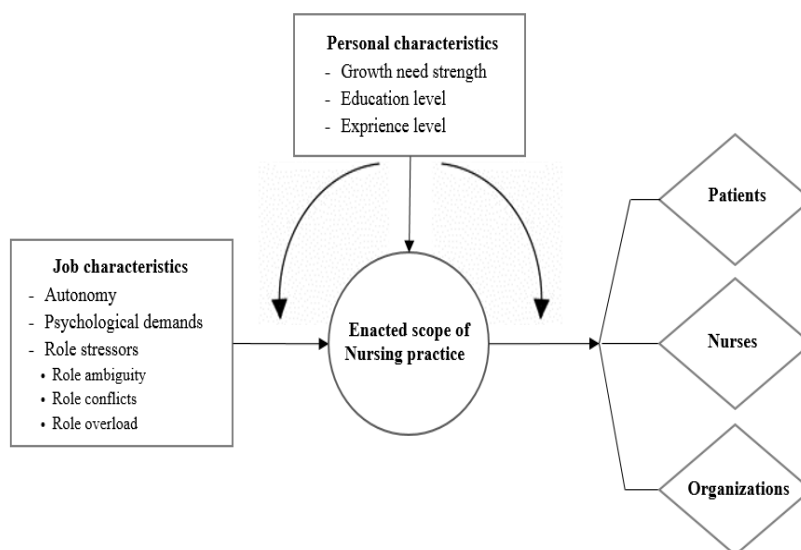 Personal characteristics
- Growth need strength
- Education level
- Exprience level
Job characteristics
- Autonomy
- Psychological demands
- Role stressors
• Role ambiguity
• Role conflicts
• Role overload
Enacted scope of
Nursing practice
Patients
Nurses
Organizations